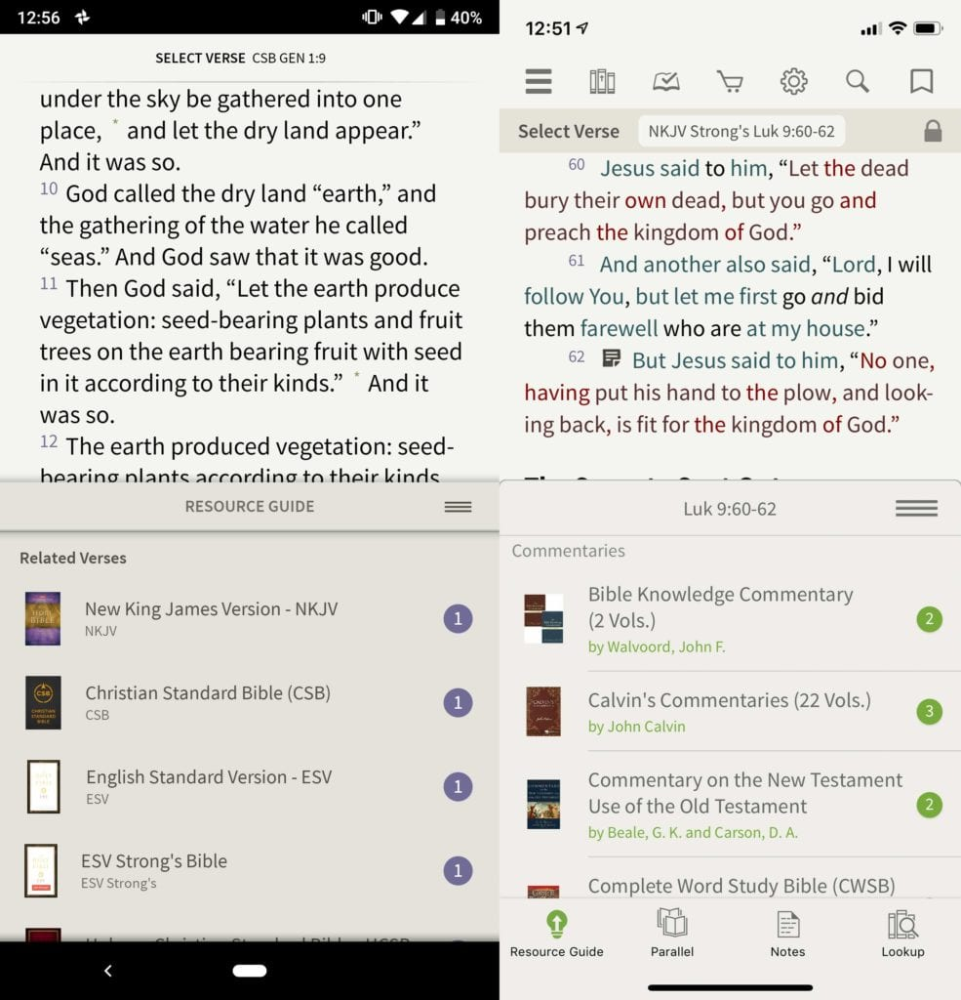 12:56
40%
SELECT VERSE CSB GEN 1:9
under the sky be gathered into one
place, * and let the dry land appear.”
And it was so.
10 God called the dry land “earth,” and
the gathering of the water he called
“seas.” And God saw that it was good.
11 Then God said, “Let the earth produce
vegetation: seed-bearing plants and fruit
trees on the earth bearing fruit with seed
in it according to their kinds.” * And it
was so.
12 The earth produced vegetation: seed-
bearing plants according to their kinds
RESOURCE GUIDE
Related Verses
New King James Version - NKJV
NKJV
1
Christian Standard Bible (CSB)
CSB
1
English Standard Version - ESV
ESV
1
ESV Strong's Bible
ESV Strong's
1
12:51
Select Verse
NKJV Strong's Luk 9:60-62
60 Jesus said to him, “Let the dead
bury their own dead, but you go and
preach the kingdom of God.”
61 And another also said, “Lord, I will
follow You, but let me first go and bid
them farewell who are at my house.”
62 But Jesus said to him, “No one,
having put his hand to the plow, and look-
ing back, is fit for the kingdom of God.”
Luk 9:60-62
Commentaries
Bible Knowledge Commentary
(2 Vols.)
by Walvoord, John F.
2
Calvin's Commentaries (22 Vols.)
by John Calvin
3
Commentary on the New Testament
Use of the Old Testament
by Beale, G. K. and Carson, D. A.
2
Complete Word Study Bible (CWSB)
Resource Guide
Parallel
Notes
Lookup